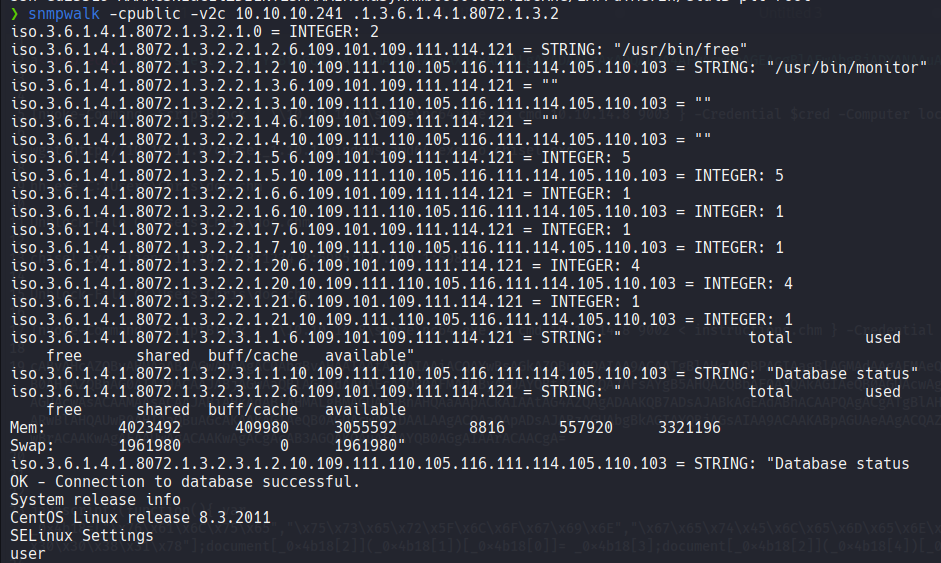 ❯ snmpwalk -cpublic -v2c 10.10.10.241 .1.3.6.1.4.1.8072.1.3.2
iso.3.6.1.4.1.8072.1.3.2.1.0 = INTEGER: 2
iso.3.6.1.4.1.8072.1.3.2.2.1.2.6.109.101.109.111.114.121 = STRING: "/usr/bin/free"
iso.3.6.1.4.1.8072.1.3.2.2.1.2.10.109.111.110.105.116.111.114.105.110.103 = STRING: "/usr/bin/monitor"
iso.3.6.1.4.1.8072.1.3.2.2.1.3.6.109.101.109.111.114.121 = ""
iso.3.6.1.4.1.8072.1.3.2.2.1.3.10.109.111.110.105.116.111.114.105.110.103 = ""
iso.3.6.1.4.1.8072.1.3.2.2.1.4.6.109.101.109.111.114.121 = ""
iso.3.6.1.4.1.8072.1.3.2.2.1.4.10.109.111.110.105.116.111.114.105.110.103 = ""
iso.3.6.1.4.1.8072.1.3.2.2.1.5.6.109.101.109.111.114.121 = INTEGER: 5
iso.3.6.1.4.1.8072.1.3.2.2.1.5.10.109.111.110.105.116.111.114.105.110.103 = INTEGER: 5
iso.3.6.1.4.1.8072.1.3.2.2.1.6.6.109.101.109.111.114.121 = INTEGER: 1
iso.3.6.1.4.1.8072.1.3.2.2.1.6.10.109.111.110.105.116.111.114.105.110.103 = INTEGER: 1
iso.3.6.1.4.1.8072.1.3.2.2.1.7.6.109.101.109.111.114.121 = INTEGER: 1
iso.3.6.1.4.1.8072.1.3.2.2.1.7.10.109.111.110.105.116.111.114.105.110.103 = INTEGER: 1
iso.3.6.1.4.1.8072.1.3.2.2.1.20.6.109.101.109.111.114.121 = INTEGER: 4
iso.3.6.1.4.1.8072.1.3.2.2.1.20.10.109.111.110.105.116.111.114.105.110.103 = INTEGER: 4
iso.3.6.1.4.1.8072.1.3.2.2.1.21.6.109.101.109.111.114.121 = INTEGER: 1
iso.3.6.1.4.1.8072.1.3.2.2.1.21.10.109.111.110.105.116.111.114.105.110.103 = INTEGER: 1
iso.3.6.1.4.1.8072.1.3.2.3.1.1.6.109.101.109.111.114.121 = STRING: "              total        used
    free      shared  buff/cache   available"
iso.3.6.1.4.1.8072.1.3.2.3.1.1.10.109.111.110.105.116.111.114.105.110.103 = STRING: "Database status"
iso.3.6.1.4.1.8072.1.3.2.3.1.2.6.109.101.109.111.114.121 = STRING: "              total        used
    free      shared  buff/cache   available
Mem:        4023492      409980     3055592        8816      557920     3321196
Swap:       1961980           0     1961980"
iso.3.6.1.4.1.8072.1.3.2.3.1.2.10.109.111.110.105.116.111.114.105.110.103 = STRING: "Database status
OK - Connection to database successful.
System release info
CentOS Linux release 8.3.2011
SELinux Settings
user